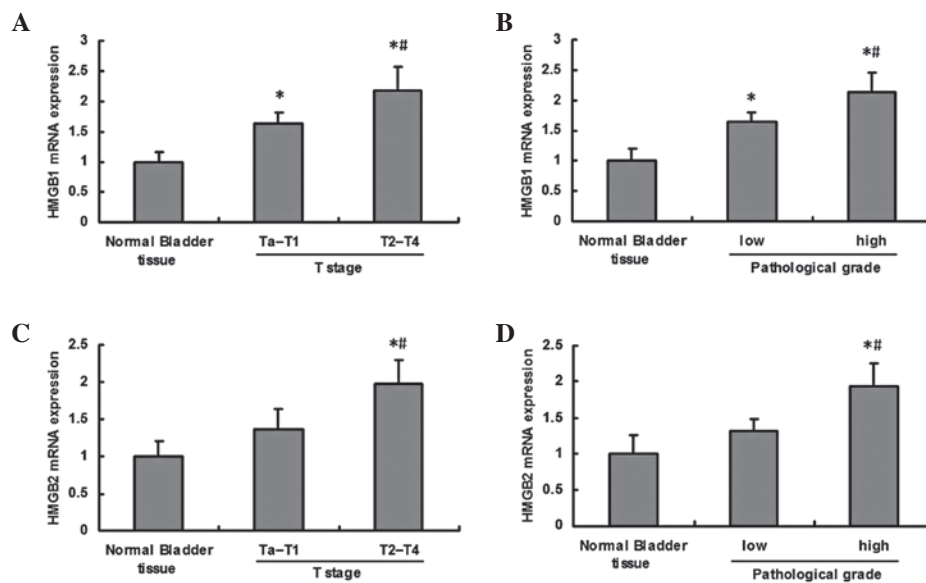 A
HMGB1 mRNA expression
3
2.5
2
1.5
1
0.5
0
*
*#
Normal Bladder
tissue
Ta–T1
T2–T4
T stage
B
HMGB1 mRNA expression
3
2.5
2
1.5
1
0.5
0
*
*#
Normal Bladder
tissue
low
high
Pathological grade
C
HMGB2 mRNA expression
2.5
2
1.5
1
0.5
0
*#
Normal Bladder
tissue
Ta–T1
T2–T4
T stage
D
HMGB2 mRNA expression
2.5
2
1.5
1
0.5
0
*#
Normal Bladder
tissue
low
high
Pathological grade